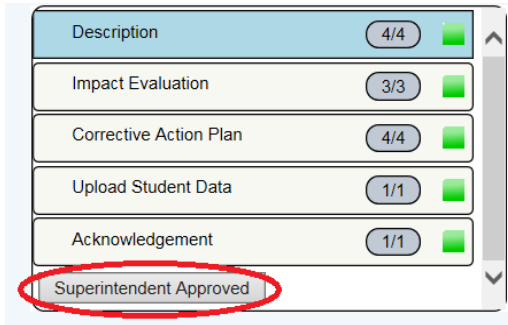 Description 4/4
Impact Evaluation 3/3
Corrective Action Plan 4/4
Upload Student Data 1/1
Acknowledgement 1/1
Superintendent Approved